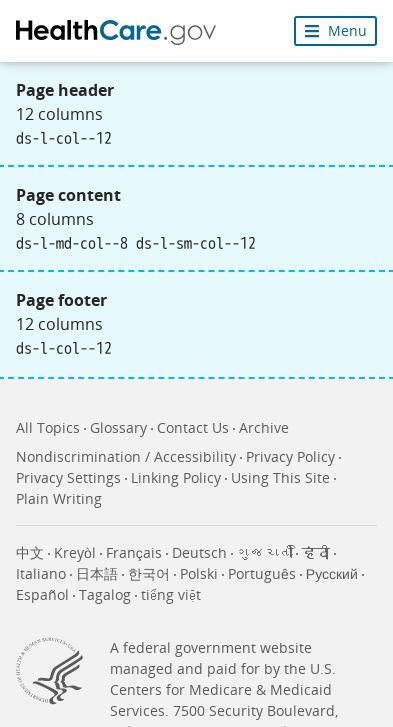 HealthCare.gov
Menu
Page header
12 columns
ds-l-col--12
Page content
8 columns
ds-l-md-col--8 ds-l-sm-col--12
Page footer
12 columns
ds-l-col--12
All Topics · Glossary · Contact Us · Archive
Nondiscrimination / Accessibility · Privacy Policy ·
Privacy Settings · Linking Policy · Using This Site ·
Plain Writing
中文 · Kreyòl · Français · Deutsch · ગુજરાતી · हिंदी ·
Italiano · 日本語 · 한국어 · Polski · Português · Русский ·
Español · Tagalog · tiếng việt
A federal government website
managed and paid for by the U.S.
Centers for Medicare & Medicaid
Services. 7500 Security Boulevard,